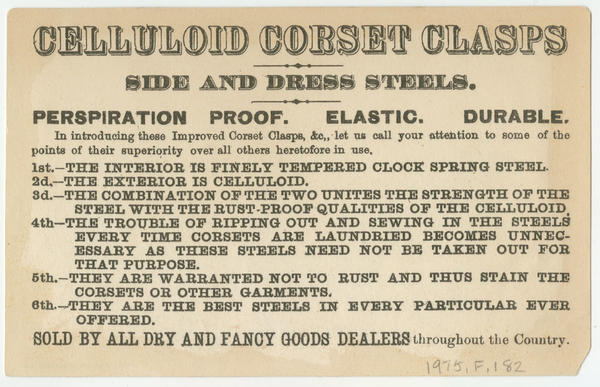 CELLULOID CORSET CLASPS
SIDE AND DRESS STEELS.
PERSPIRATION PROOF. ELASTIC. DURABLE.
In introducing these Improved Corset Clasps, &c,, let us call your attention to some of the
points of their superiority over all others heretofore in use.
1st.—THE INTERIOR IS FINELY TEMPERED CLOCK SPRING STEEL.
2d.—THE EXTERIOR IS CELLULOID.
3d.—THE COMBINATION OF THE TWO UNITES THE STRENGTH OF THE
STEEL WITH THE RUST-PROOF QUALITIES OF THE CELLULOID.
4th—THE TROUBLE OF RIPPING OUT AND SEWING IN THE STEELS
EVERY TIME CORSETS ARE LAUNDRIED BECOMES UNNEC-
ESSARY AS THESE STEELS NEED NOT BE TAKEN OUT FOR
THAT PURPOSE.
5th.—THEY ARE WARRANTED NOT TO RUST AND THUS STAIN THE
CORSETS OR OTHER GARMENTS.
6th.—THEY ARE THE BEST STEELS IN EVERY PARTICULAR EVER
OFFERED.
SOLD BY ALL DRY AND FANCY GOODS DEALERS throughout the Country.
1975.F.182